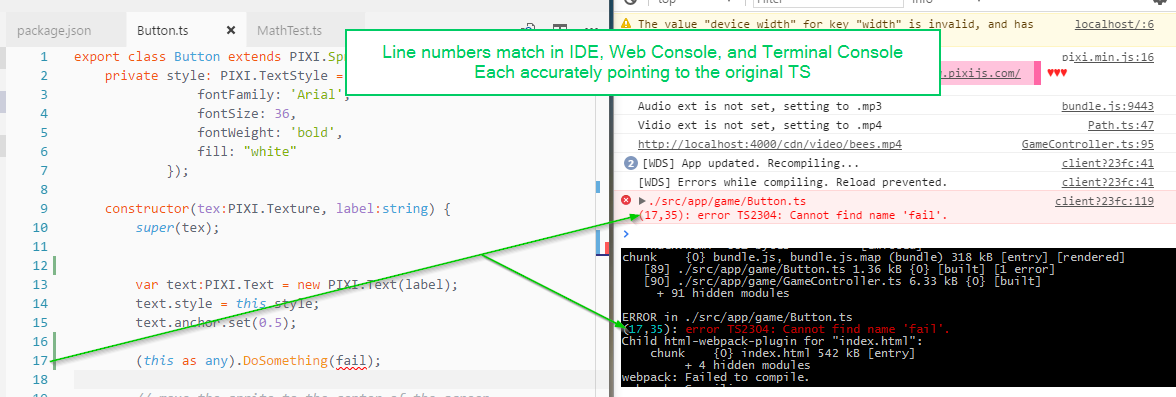 package.json Button.ts × MathTest.ts
Line numbers match in IDE, Web Console, and Terminal Console
Each accurately pointing to the original TS
1 export class Button extends PIXI.Spr
2 private style: PIXI.TextStyle =
3 fontFamily: 'Arial',
4 fontSize: 36,
5 fontWeight: 'bold',
6 fill: "white"
7 });
8
9 constructor(tex:PIXI.Texture, label:string) {
10 super(tex);
11
12
13 var text:PIXI.Text = new PIXI.Text(label);
14 text.style = this.style;
15 text.anchor.set(0.5);
16
17 (this as any).DoSomething(fail);
18
// move the sprite to the center of the screen
top Filter Info
The value "device width" for key "width" is invalid, and has localhost/:6
pixi.min.js:16
.pixijs.com/ ♥♥♥
Audio ext is not set, setting to .mp3 bundle.js:9443
Vidio ext is not set, setting to .mp4 Path.ts:47
http://localhost:4000/cdn/video/bees.mp4 GameController.ts:95
2 [WDS] App updated. Recompiling... client?23fc:41
[WDS] Errors while compiling. Reload prevented. client?23fc:41
./src/app/game/Button.ts client?23fc:119
(17,35): error TS2304: Cannot find name 'fail'.
chunk {0} bundle.js, bundle.js.map (bundle) 318 kB [entry] [rendered]
[89] ./src/app/game/Button.ts 1.36 kB {0} [built] [1 error]
[90] ./src/app/game/GameController.ts 6.33 kB {0} [built]
+ 91 hidden modules
ERROR in ./src/app/game/Button.ts
(17,35): error TS2304: Cannot find name 'fail'.
Child html-webpack-plugin for "index.html":
chunk {0} index.html 542 kB [entry]
+ 4 hidden modules
webpack: Failed to compile.